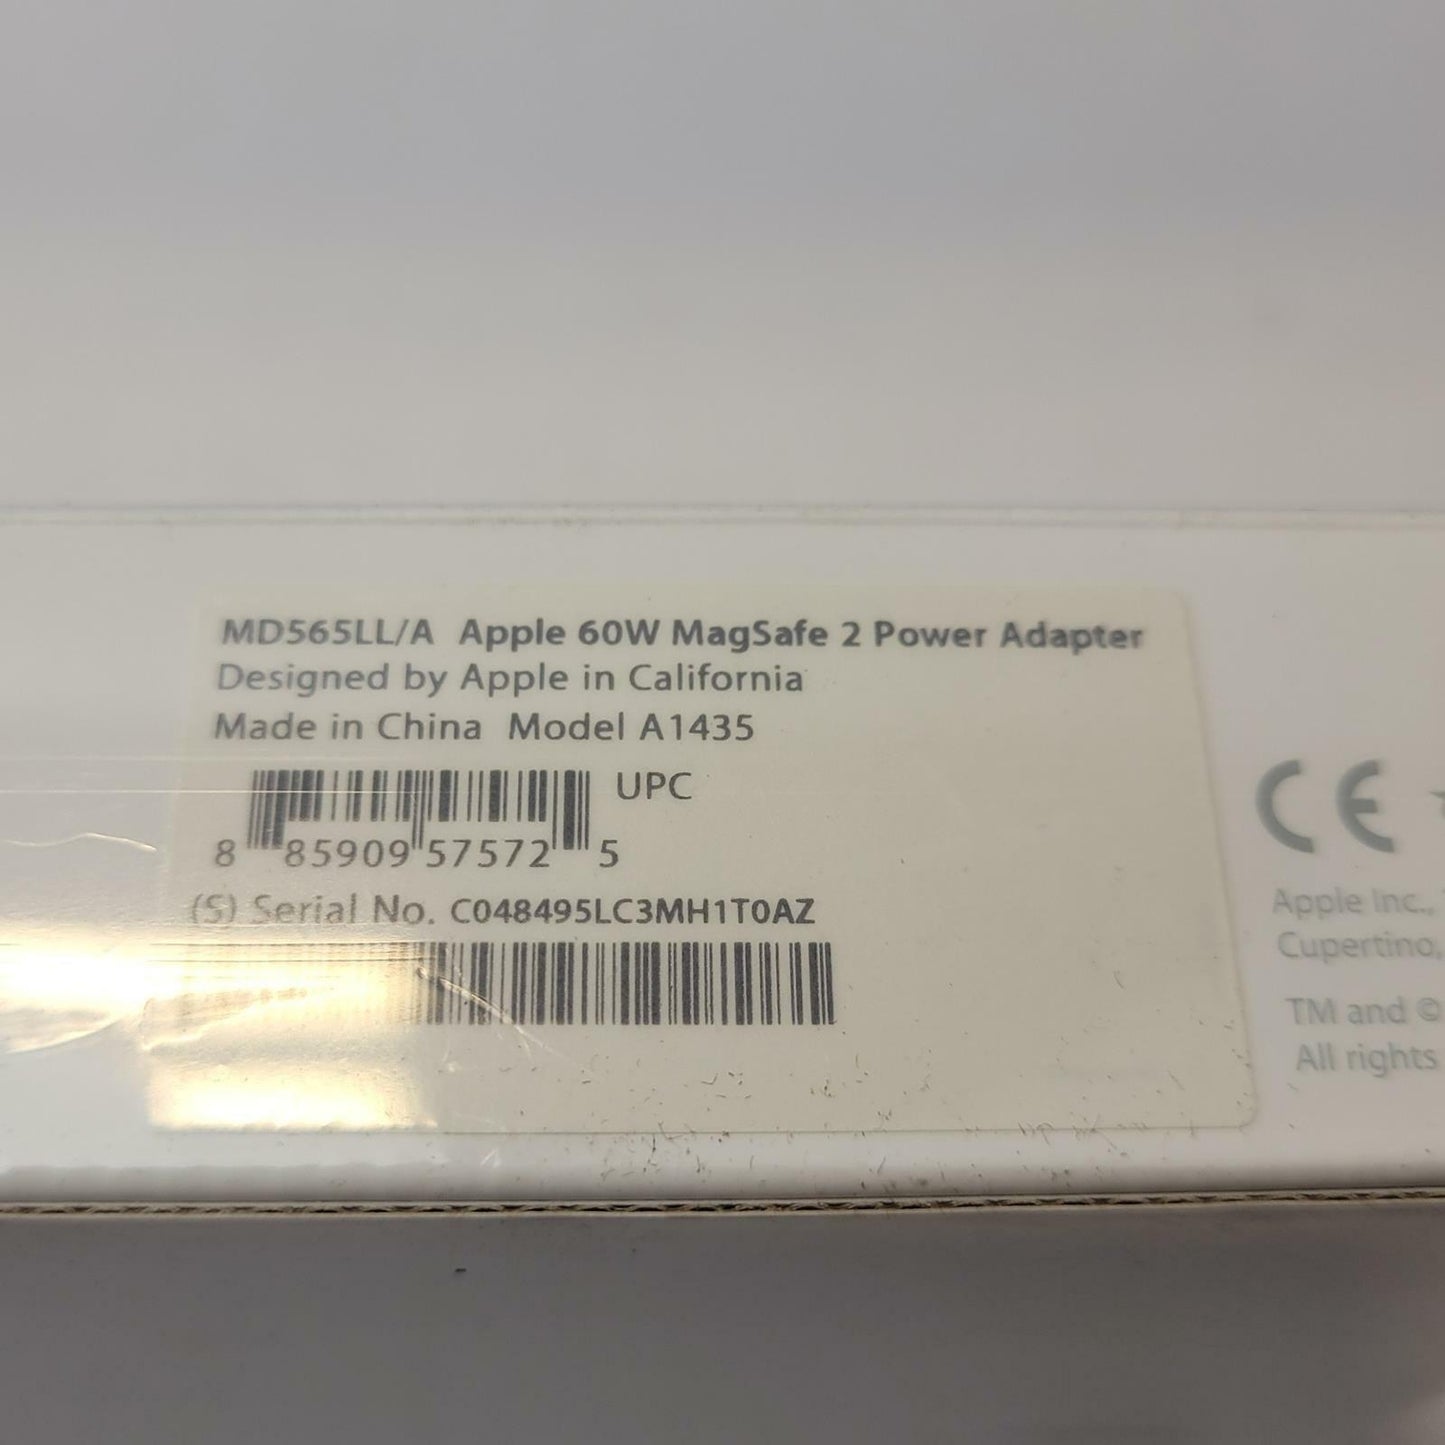 MD565LL/A Apple 60W MagSafe 2 Power Adapter
Designed by Apple in California
Made in China Model A1435
UPC
8 85909 57572 5
(S) Serial No. C048495LC3MH1T0AZ
CE
Apple Inc.,
Cupertino,
TM and ©
All rights